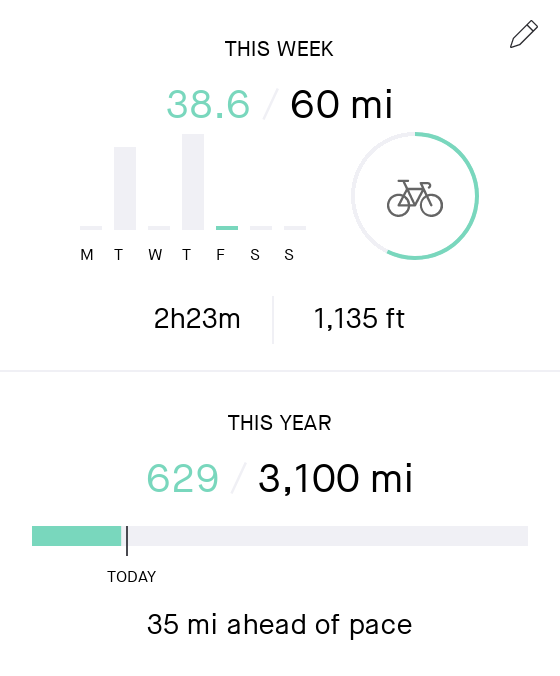 THIS WEEK
38.6 / 60 mi
M T W T F S S
2h23m 1,135 ft
THIS YEAR
629 / 3,100 mi
TODAY
35 mi ahead of pace